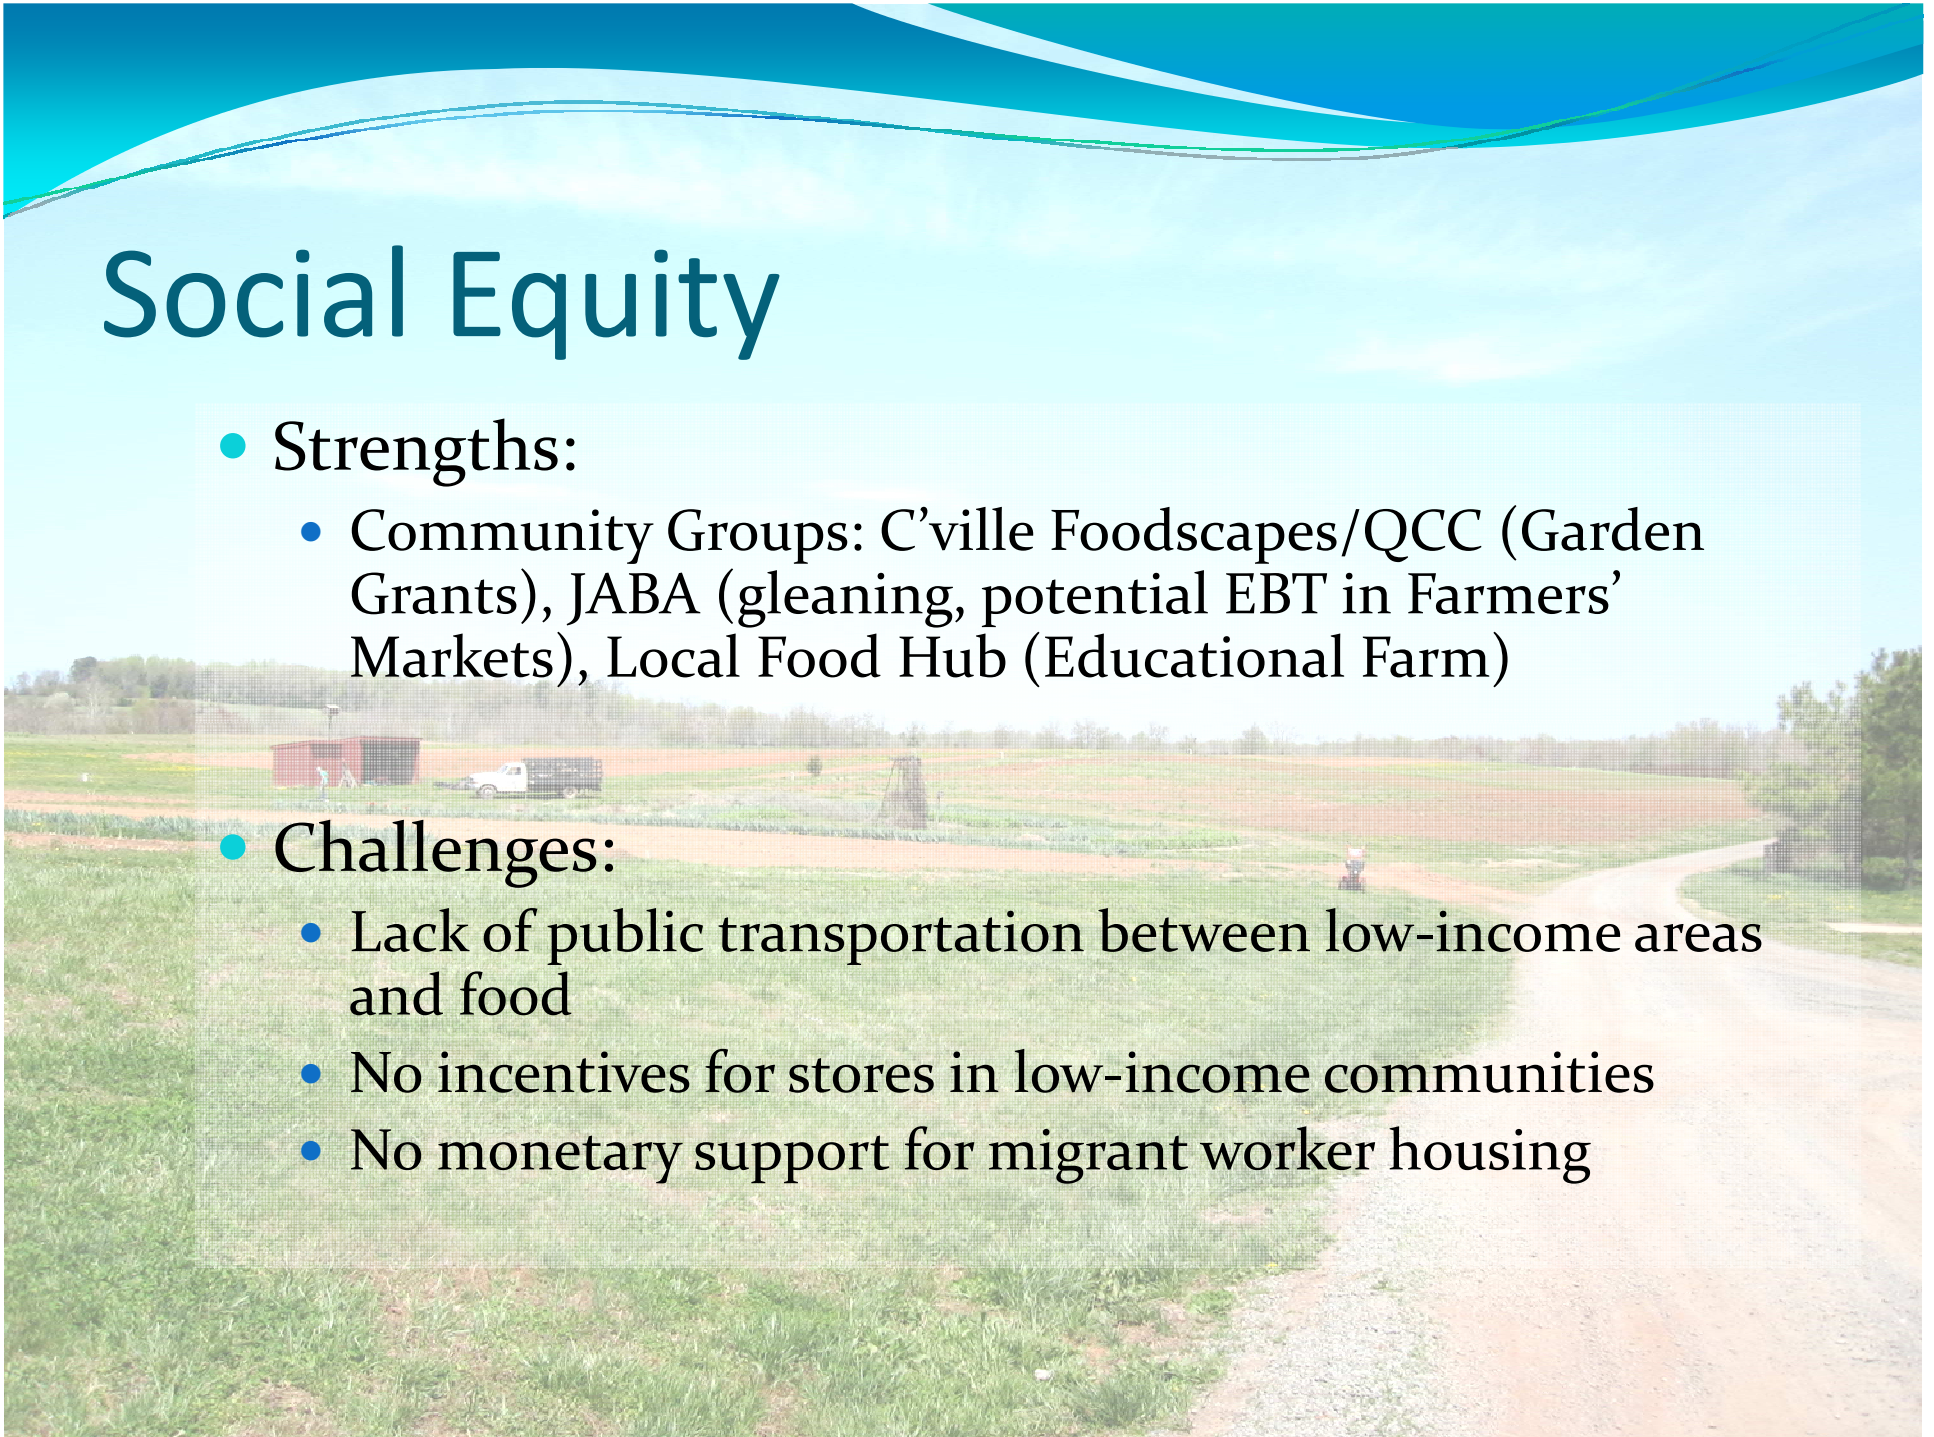 Social Equity
Strengths:
Community Groups: C’ville Foodscapes/QCC (Garden
Grants), JABA (gleaning, potential EBT in Farmers’
Markets), Local Food Hub (Educational Farm)
Challenges:
Lack of public transportation between low-income areas
and food
No incentives for stores in low-income communities
No monetary support for migrant worker housing